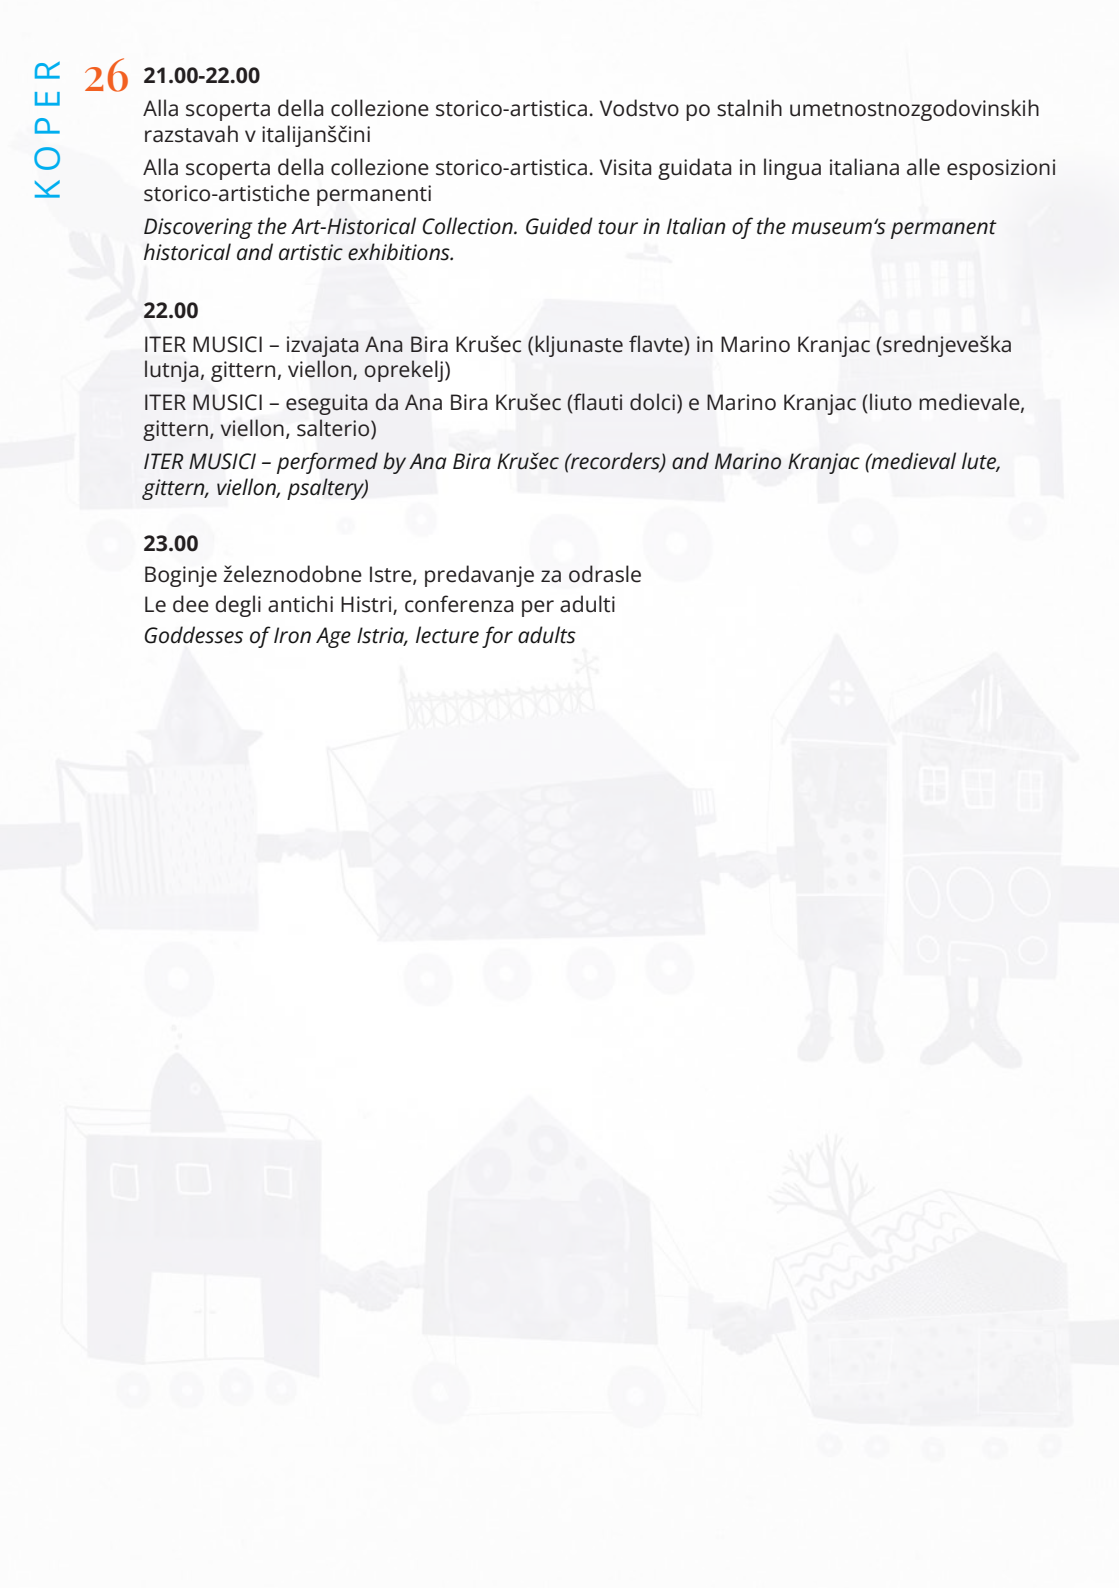 KOPER
26
21.00-22.00
Alla scoperta della collezione storico-artistica. Vodstvo po stalnih umetnostnozgodovinskih
razstavah v italijanščini
Alla scoperta della collezione storico-artistica. Visita guidata in lingua italiana alle esposizioni
storico-artistiche permanenti
Discovering the Art-Historical Collection. Guided tour in Italian of the museum‘s permanent
historical and artistic exhibitions.
22.00
ITER MUSICI – izvajata Ana Bira Krušec (kljunaste flavte) in Marino Kranjac (srednjeveška
lutnja, gittern, viellon, oprekelj)
ITER MUSICI – eseguita da Ana Bira Krušec (flauti dolci) e Marino Kranjac (liuto medievale,
gittern, viellon, salterio)
ITER MUSICI – performed by Ana Bira Krušec (recorders) and Marino Kranjac (medieval lute,
gittern, viellon, psaltery)
23.00
Boginje železnodobne Istre, predavanje za odrasle
Le dee degli antichi Histri, conferenza per adulti
Goddesses of Iron Age Istria, lecture for adults